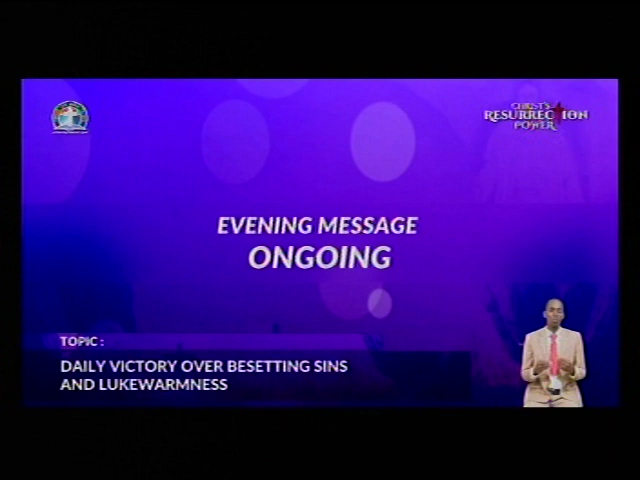 CHRIST'S
RESURRECTION
POWER
EVENING MESSAGE
ONGOING
TOPIC :
DAILY VICTORY OVER BESETTING SINS
AND LUKEWARMNESS